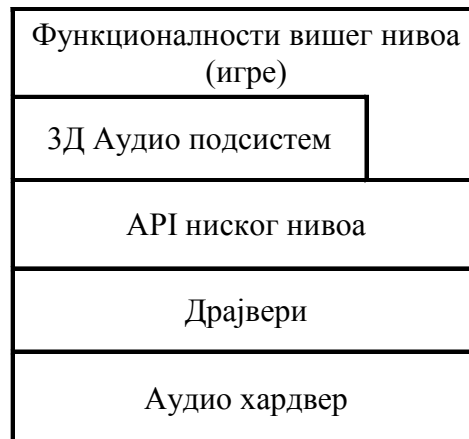 Функционалности вишег нивоа
(игре)
3Д Аудио подсистем
API ниског нивоа
Драјвери
Аудио хардвер